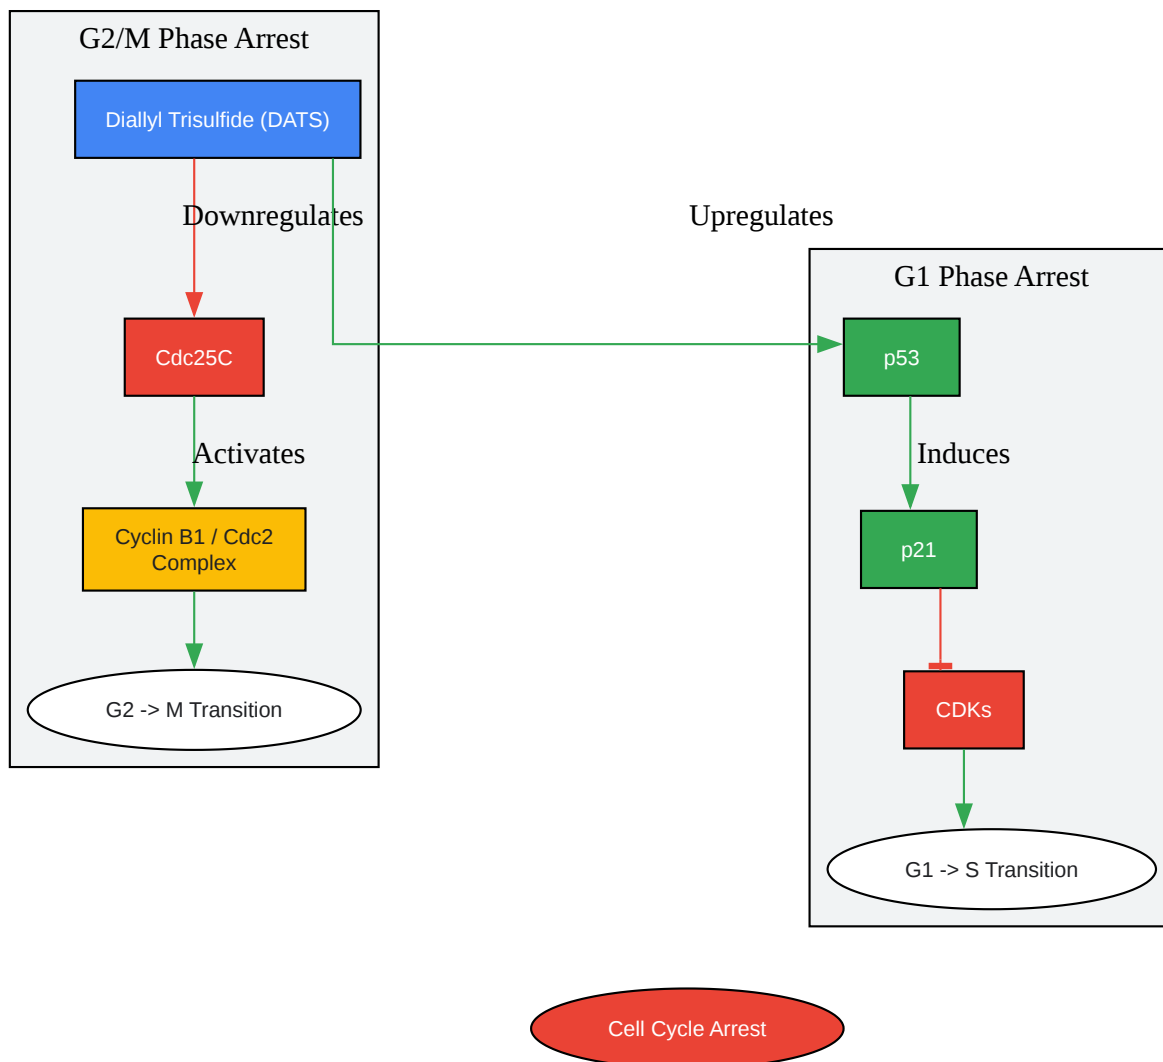 G2/M Phase Arrest
Diallyl Trisulfide (DATS)
Downregulates
Upregulates
G1 Phase Arrest
Cdc25C
p53
Activates
Induces
Cyclin B1 / Cdc2
Complex
p21
G2 -> M Transition
CDKs
G1 -> S Transition
Cell Cycle Arrest